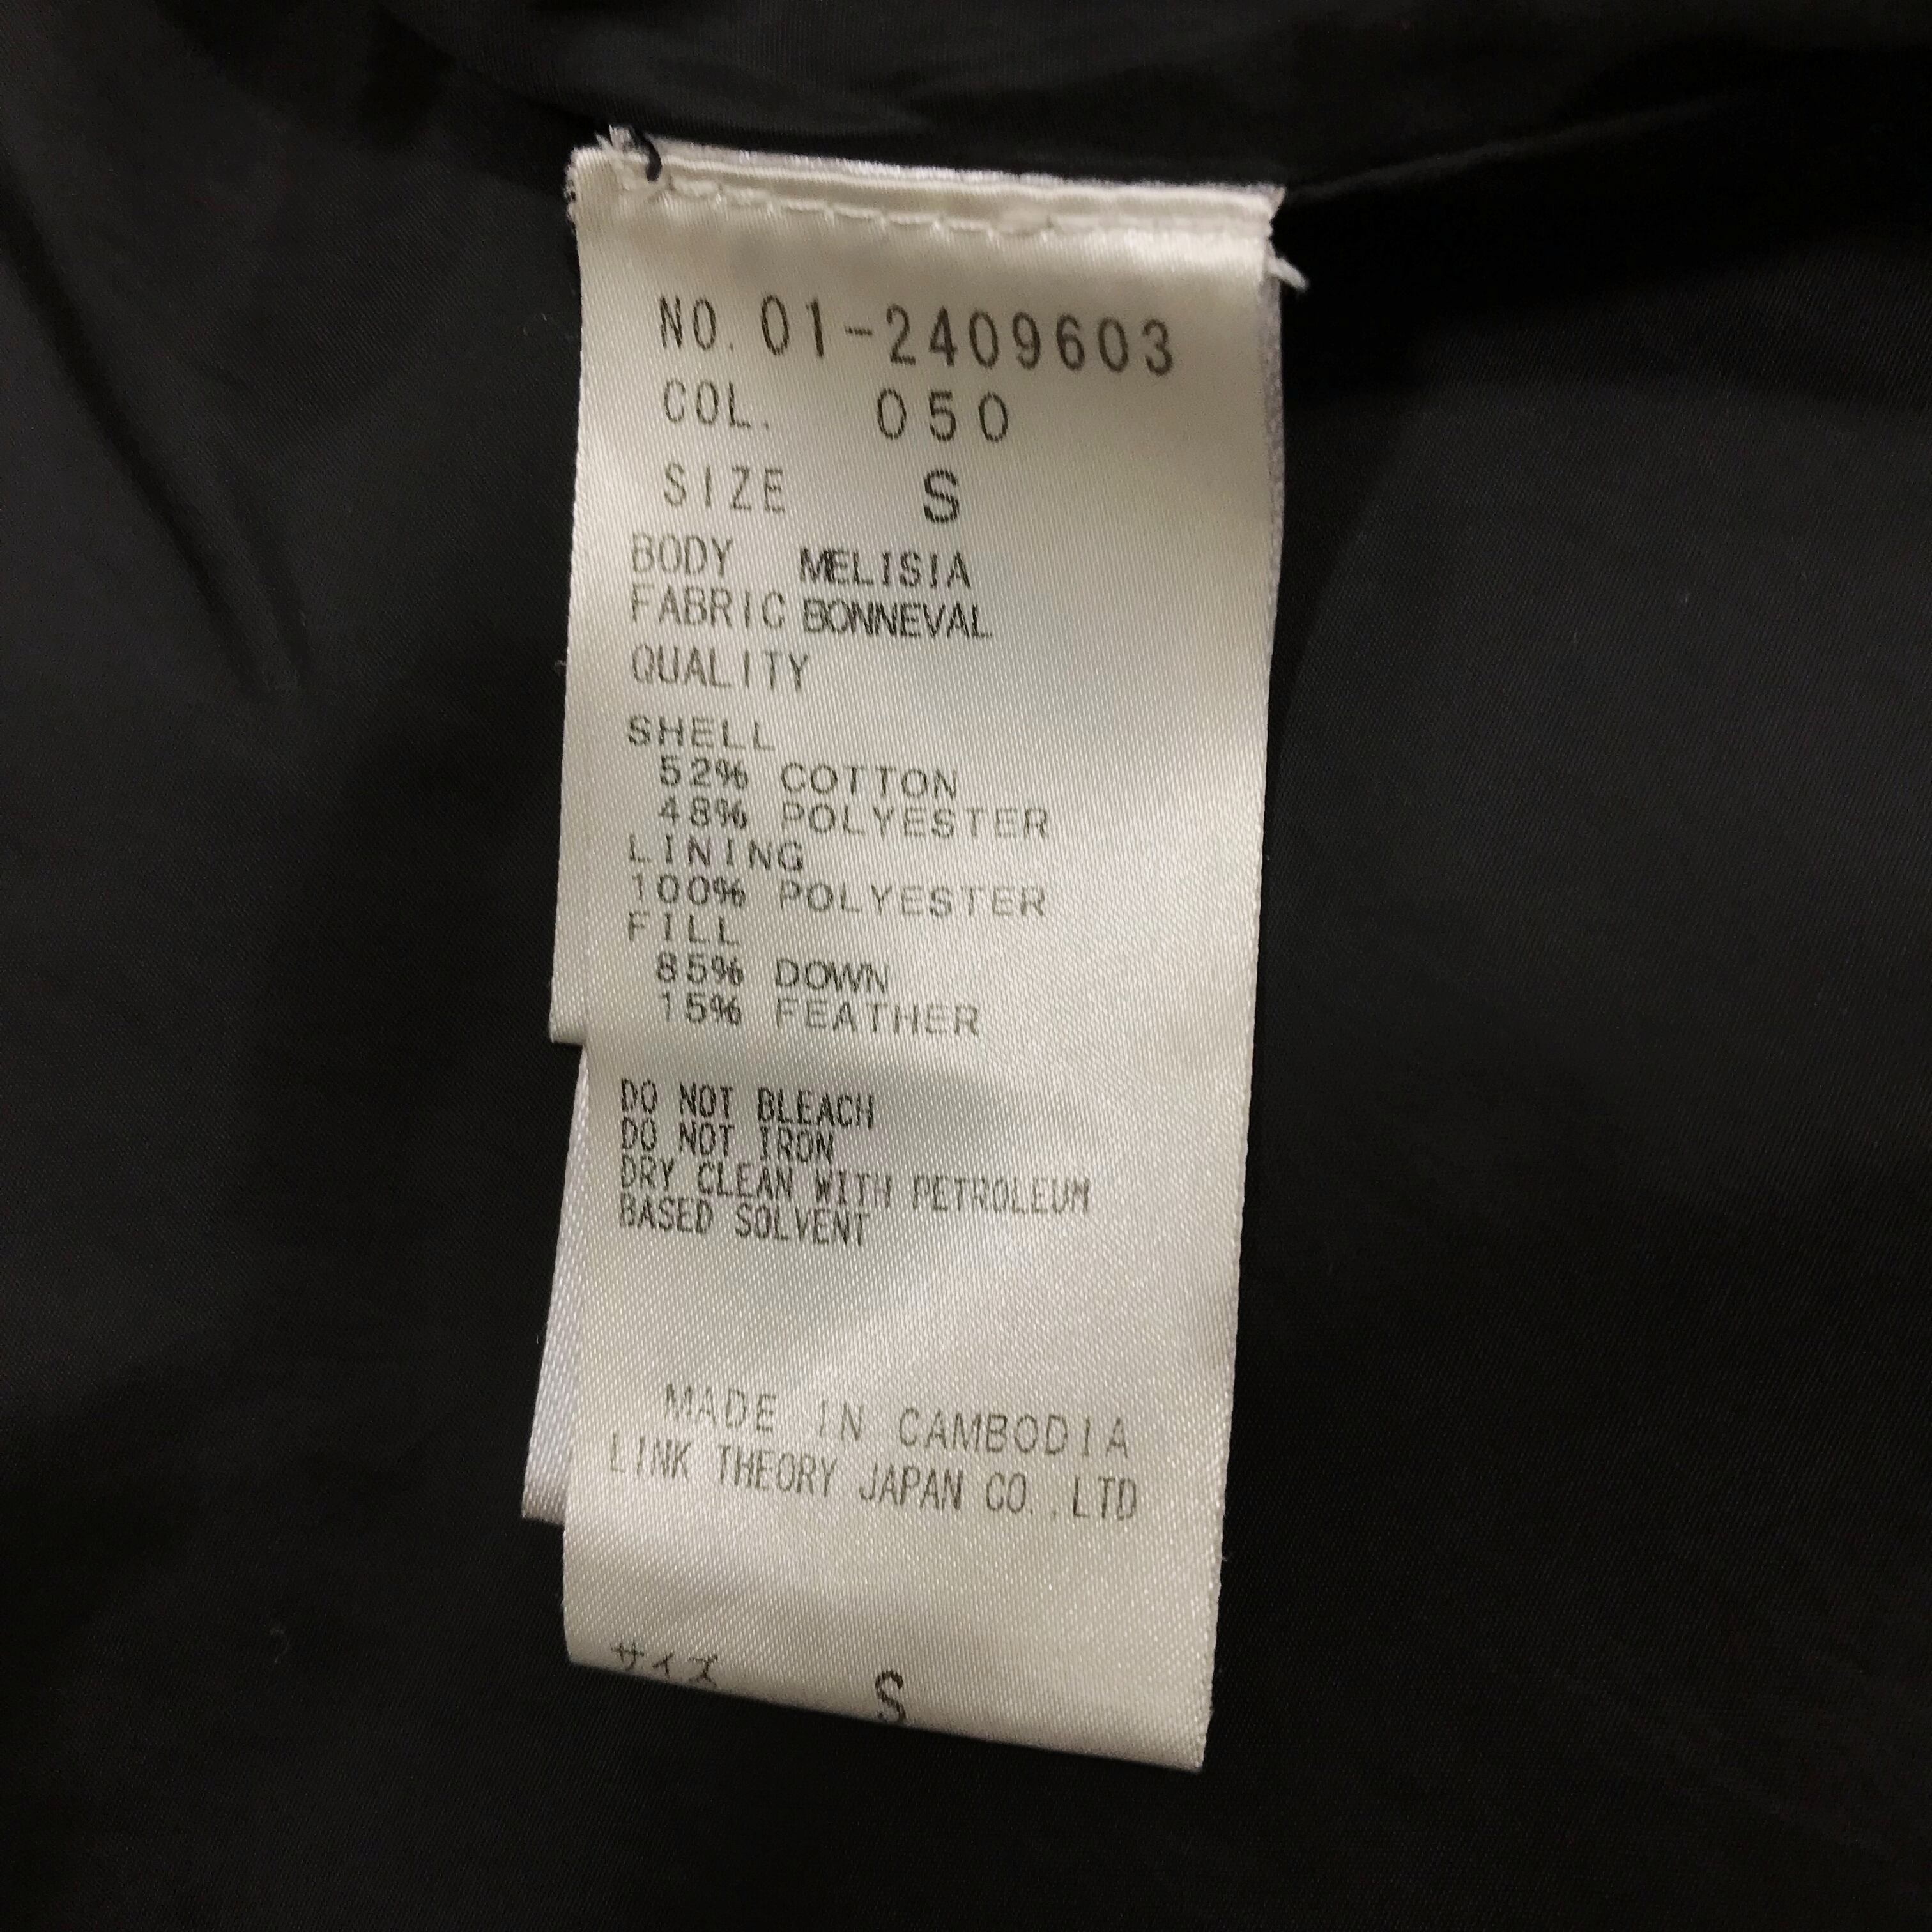 NO. 01-2409603
COL. 050
SIZE S
BODY MELISIA
FABRIC BONNEVAL
QUALITY
SHELL
52% COTTON
48% POLYESTER
LINING
100% POLYESTER
FILL
85% DOWN
15% FEATHER
DO NOT BLEACH
DO NOT IRON
DRY CLEAN WITH PETROLEUM
BASED SOLVENT
MADE IN CAMBODIA
LINK THEORY JAPAN CO.,LTD
サイズ S